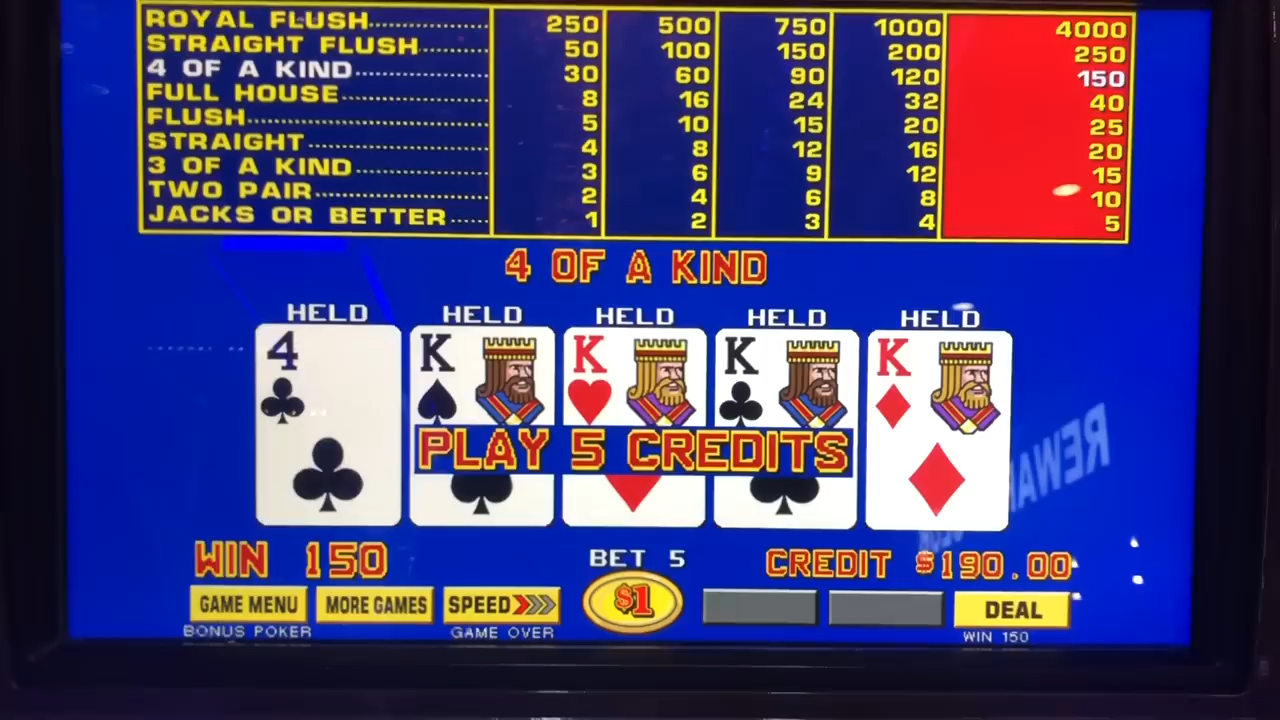 ROYAL FLUSH 250 500 750 1000 4000
STRAIGHT FLUSH 50 100 150 200 250
4 OF A KIND 30 60 90 120 150
FULL HOUSE 8 16 24 32 40
FLUSH 5 10 15 20 25
STRAIGHT 4 8 12 16 20
3 OF A KIND 3 6 9 12 15
TWO PAIR 2 4 6 8 10
JACKS OR BETTER 1 2 3 4 5
4 OF A KIND
HELD HELD HELD HELD HELD
4 K K K K
PLAY 5 CREDITS
REWAR
WIN 150 BET 5 CREDIT $190.00
GAME MENU MORE GAMES SPEED $1 DEAL
BONUS POKER GAME OVER WIN 150